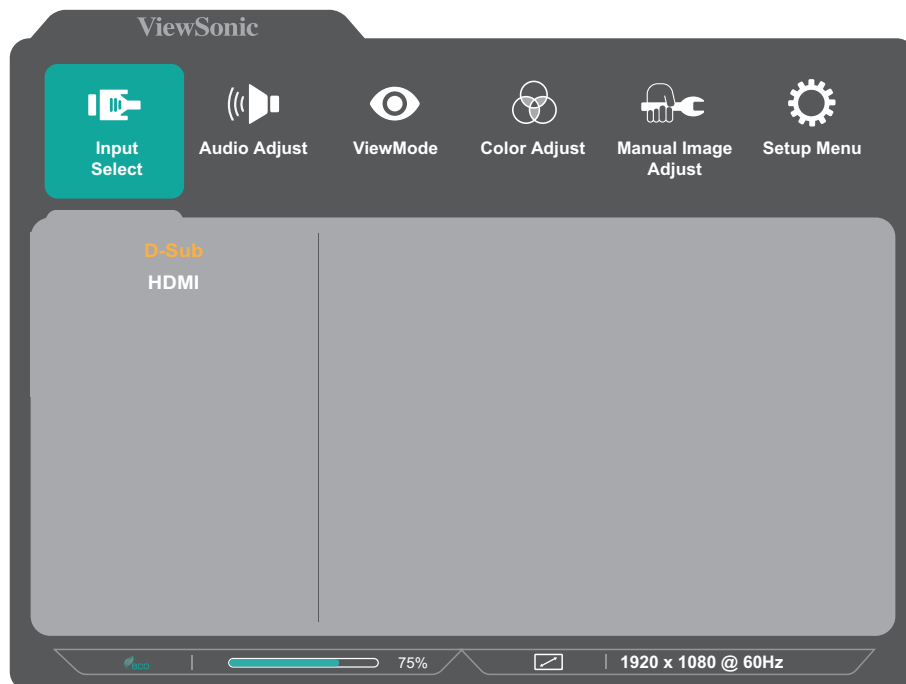 ViewSonic
Input
Select
Audio Adjust
ViewMode
Color Adjust
Manual Image
Adjust
Setup Menu
D-Sub
HDMI
ECO
75%
1920 x 1080 @ 60Hz